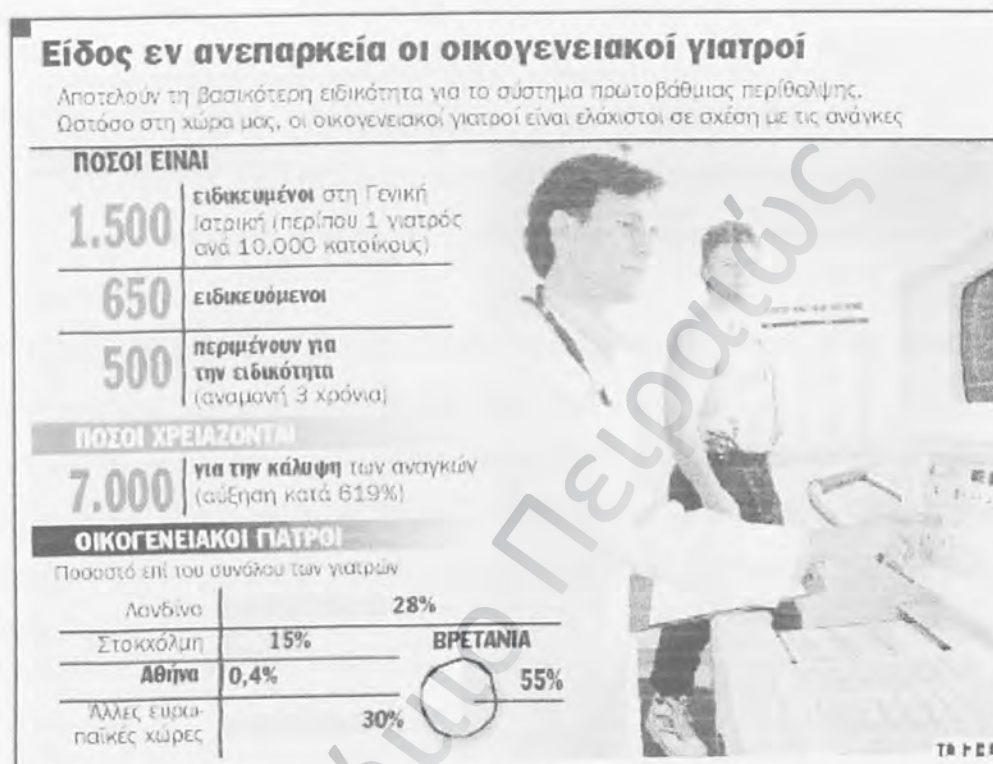 Είδος εν ανεπαρκεία οι οικογενειακοί γιατροί
Αποτελούν τη βασικότερη ειδικότητα για το σύστημα πρωτοβάθμιας περίθαλψης.
Ωστόσο στη χώρα μας, οι οικογενειακοί γιατροί είναι ελάχιστοι σε σχέση με τις ανάγκες
ΠΟΣΟΙ ΕΙΝΑΙ
1.500
ειδικευμένοι στη Γενική
Ιατρική (περίπου 1 γιατρός
ανά 10.000 κατοίκους)
650
ειδικευόμενοι
500
περιμένουν για
την ειδικότητα
(αναμονή 3 χρόνια)
ΠΟΣΟΙ ΧΡΕΙΑΖΟΝΤΑΙ
7.000
για την κάλυψη των αναγκών
(αύξηση κατά 619%)
ΟΙΚΟΓΕΝΕΙΑΚΟΙ ΓΙΑΤΡΟΙ
Ποσοστό επί του συνόλου των γιατρών
Λονδίνο 28%
Στοκχόλμη 15%
Αθήνα 0,4%
Άλλες ευρω-
παϊκές χώρες 30%
ΒΡΕΤΑΝΙΑ
55%
Πειραιώς